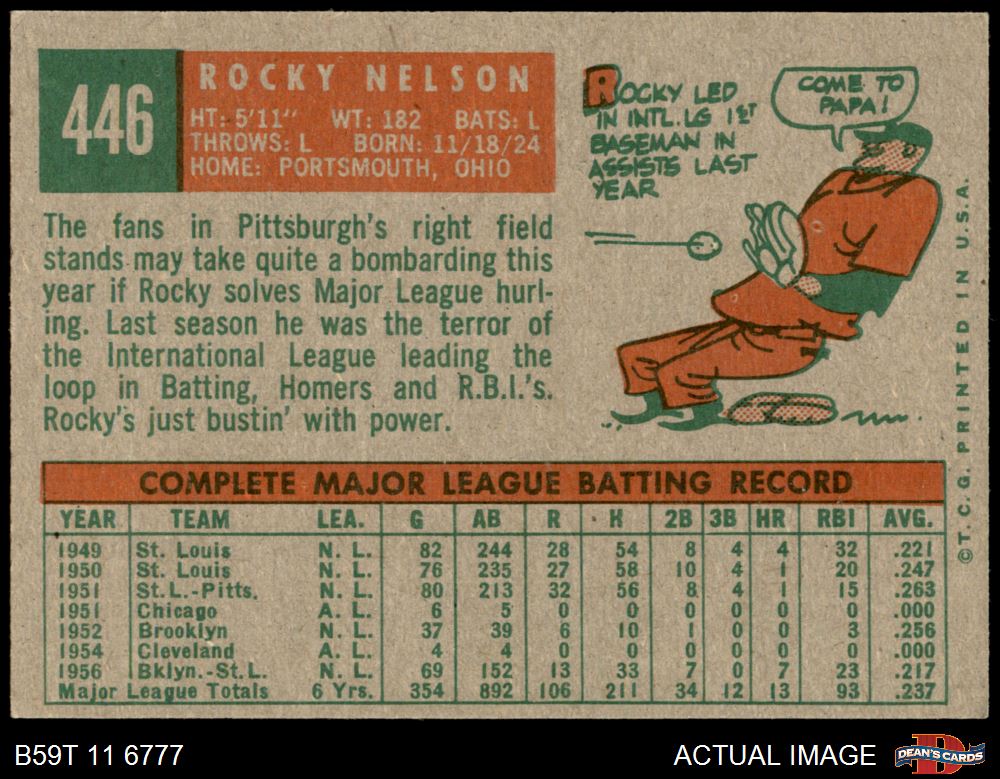 446
ROCKY NELSON
HT: 5'11" WT: 182 BATS: L
THROWS: L BORN: 11/18/24
HOME: PORTSMOUTH, OHIO
The fans in Pittsburgh's right field
stands may take quite a bombarding this
year if Rocky solves Major League hurl-
ing. Last season he was the terror of
the International League leading the
loop in Batting, Homers and R.B.I.'s.
Rocky's just bustin' with power.
ROCKY LED
IN INTL. LG 1ST
BASEMAN IN
ASSISTS LAST
YEAR
COME TO
PAPA!
COMPLETE MAJOR LEAGUE BATTING RECORD
YEAR TEAM LEA. G AB R H 2B 3B HR RBI AVG.
1949 St. Louis N. L. 82 244 28 54 8 4 4 32 .221
1950 St. Louis N. L. 76 235 27 58 10 4 1 20 .247
1951 St.L.-Pitts. N. L. 80 213 32 56 8 4 1 15 .263
1951 Chicago A. L. 6 5 0 0 0 0 0 0 .000
1952 Brooklyn N. L. 37 39 6 10 1 0 0 3 .256
1954 Cleveland A. L. 4 4 0 0 0 0 0 0 .000
1956 Bklyn.-St.L. N. L. 69 152 13 33 7 0 7 23 .217
Major League Totals 6 Yrs. 354 892 106 211 34 12 13 93 .237
©T.C.G. PRINTED IN U.S.A.
B59T 11 6777
ACTUAL IMAGE
DEAN'S CARDS